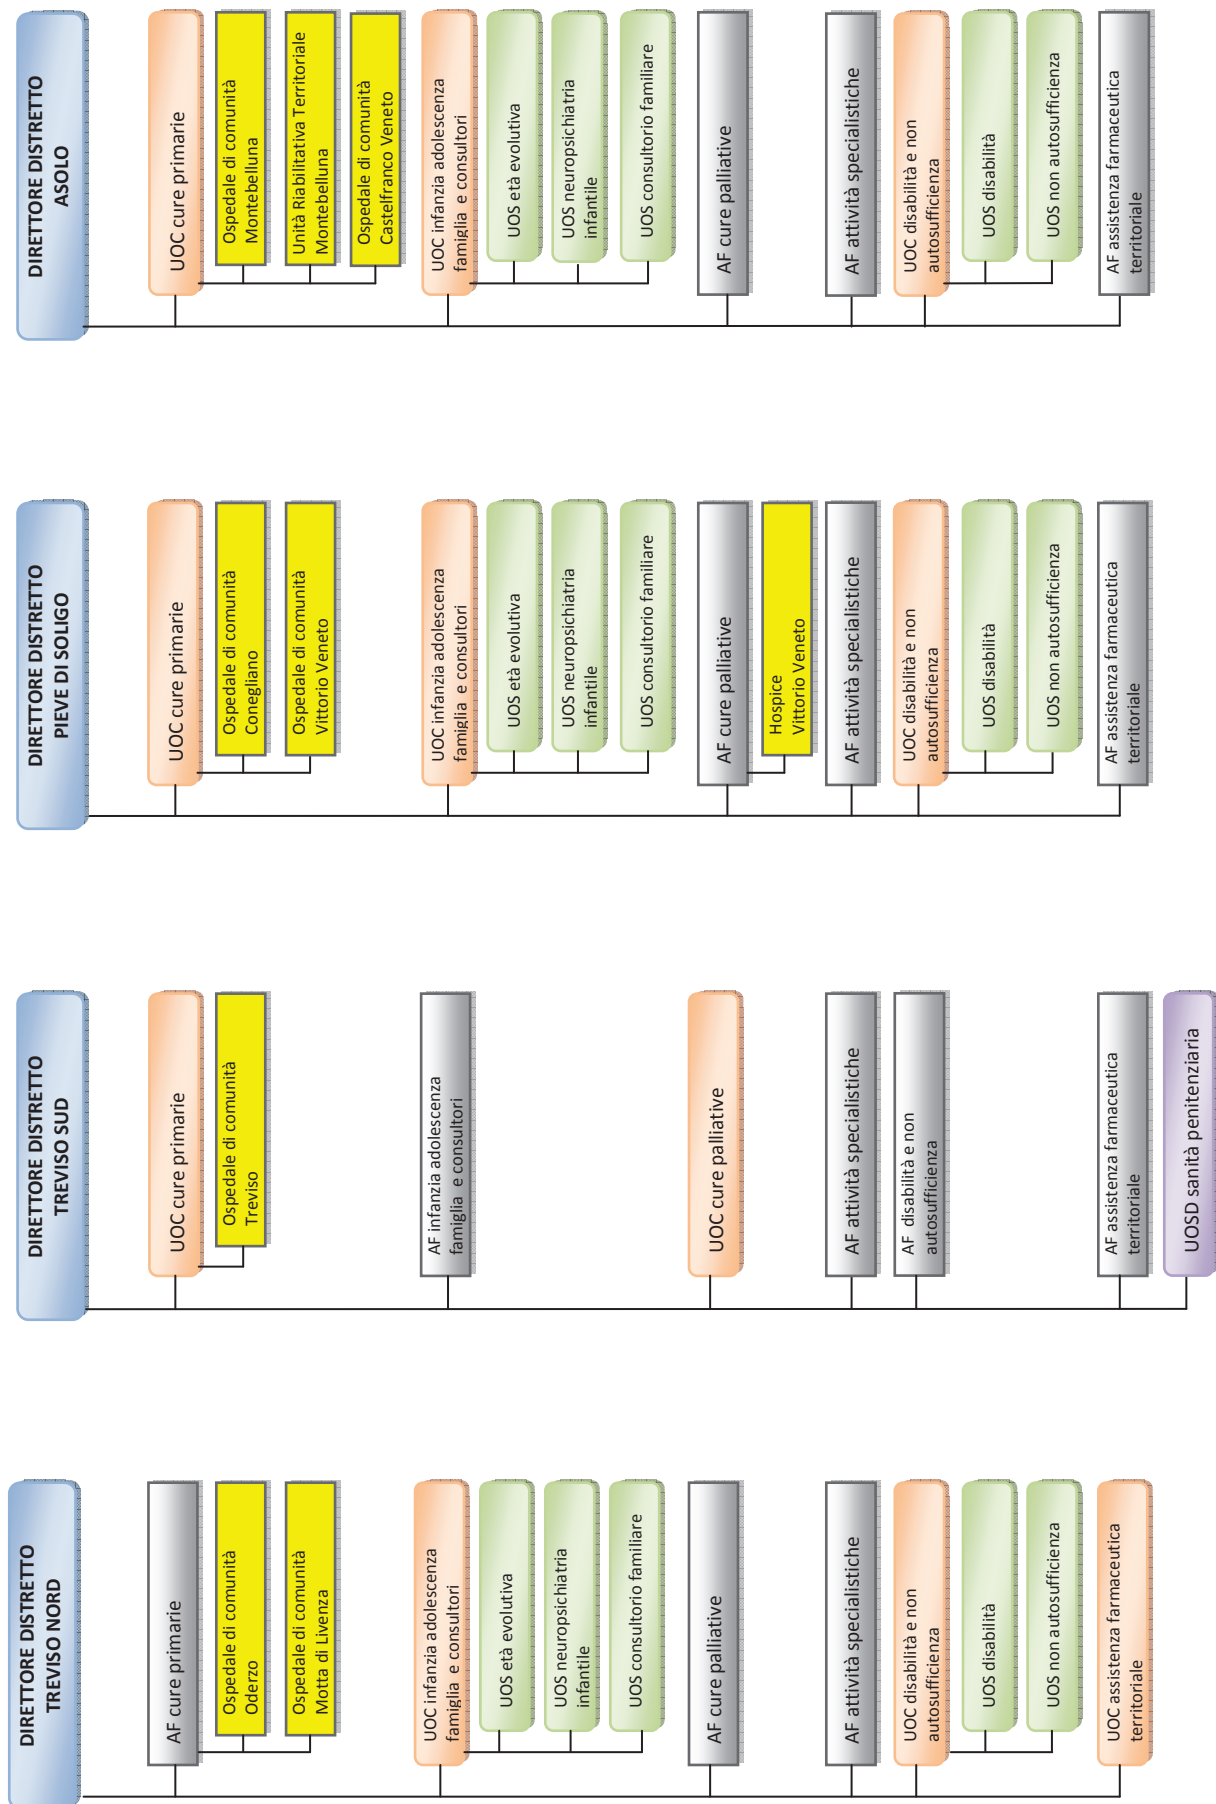 DIRETTORE DISTRETTO
TREVISO NORD
AF cure primarie
Ospedale di comunità
Oderzo
Ospedale di comunità
Motta di Livenza
UOC infanzia adolescenza
famiglia e consultori
UOS età evolutiva
UOS neuropsichiatria
infantile
UOS consultorio familiare
AF cure palliative
AF attività specialistiche
UOC disabilità e non
autosufficienza
UOS disabilità
UOS non autosufficienza
UOC assistenza farmaceutica
territoriale
DIRETTORE DISTRETTO
TREVISO SUD
UOC cure primarie
Ospedale di comunità
Treviso
AF infanzia adolescenza
famiglia e consultori
UOC cure palliative
AF attività specialistiche
AF disabilità e non
autosufficienza
AF assistenza farmaceutica
territoriale
UOSD sanità penitenziaria
DIRETTORE DISTRETTO
PIEVE DI SOLIGO
UOC cure primarie
Ospedale di comunità
Conegliano
Ospedale di comunità
Vittorio Veneto
UOC infanzia adolescenza
famiglia e consultori
UOS età evolutiva
UOS neuropsichiatria
infantile
UOS consultorio familiare
AF cure palliative
Hospice
Vittorio Veneto
AF attività specialistiche
UOC disabilità e non
autosufficienza
UOS disabilità
UOS non autosufficienza
AF assistenza farmaceutica
territoriale
DIRETTORE DISTRETTO
ASOLO
UOC cure primarie
Ospedale di comunità
Montebelluna
Unità Riabilitativa Territoriale
Montebelluna
Ospedale di comunità
Castelfranco Veneto
UOC infanzia adolescenza
famiglia e consultori
UOS età evolutiva
UOS neuropsichiatria
infantile
UOS consultorio familiare
AF cure palliative
AF attività specialistiche
UOC disabilità e non
autosufficienza
UOS disabilità
UOS non autosufficienza
AF assistenza farmaceutica
territoriale